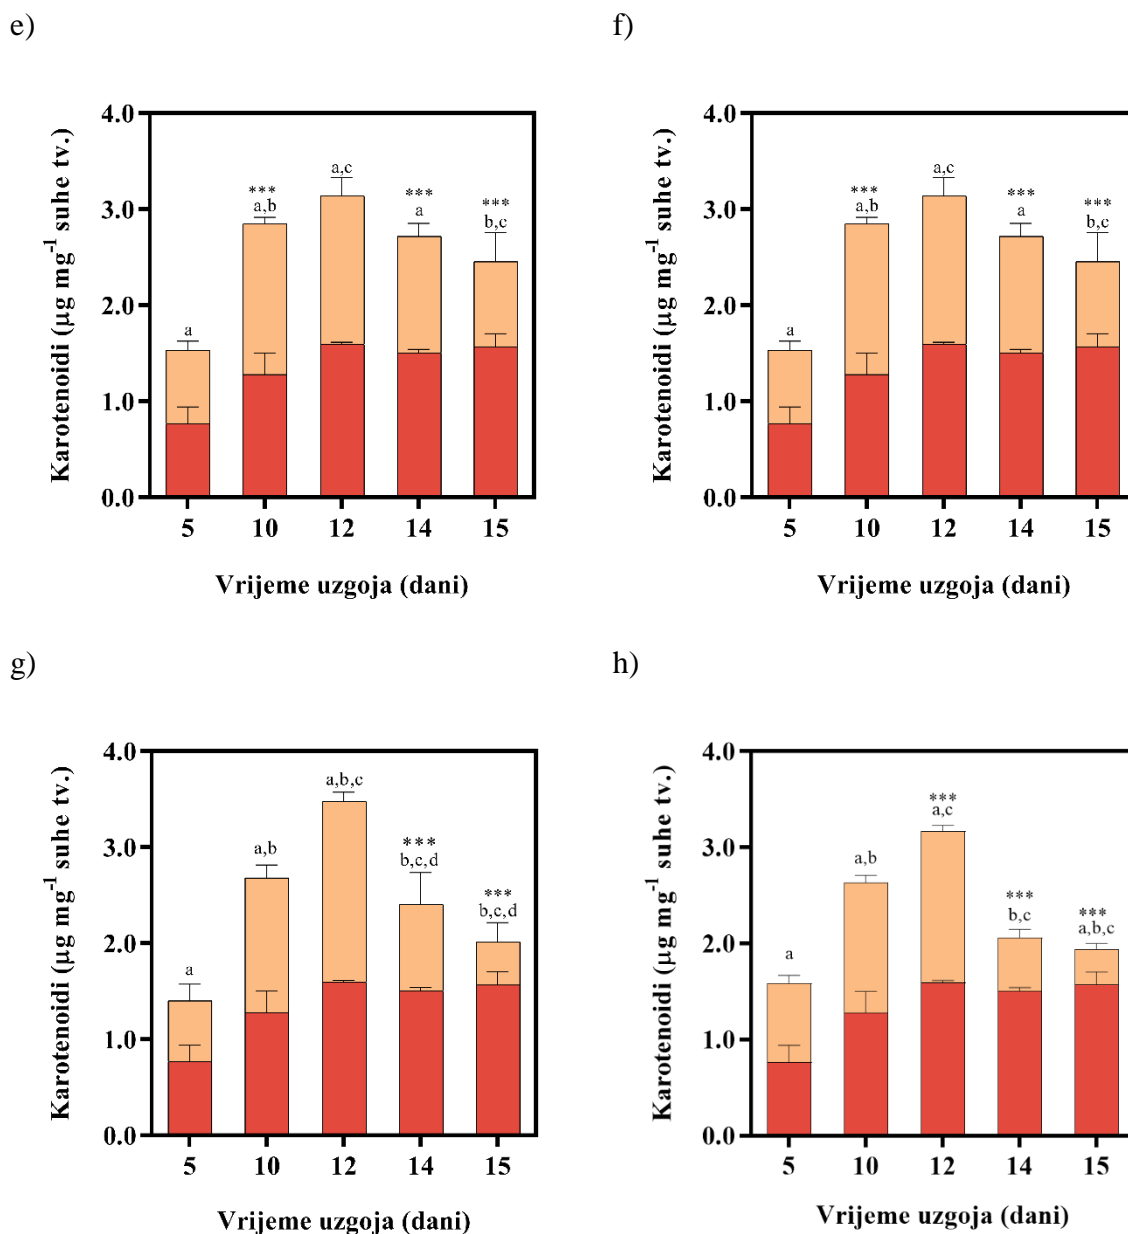 e)
f)
Karotenoidi (µg mg⁻¹ suhe tv.)
4.0
3.0
2.0
1.0
0.0
a
***
a,b
a,c
***
a
***
b,c
5 10 12 14 15
Vrijeme uzgoja (dani)
Karotenoidi (µg mg⁻¹ suhe tv.)
4.0
3.0
2.0
1.0
0.0
a
***
a,b
a,c
***
a
***
b,c
5 10 12 14 15
Vrijeme uzgoja (dani)
g)
h)
Karotenoidi (µg mg⁻¹ suhe tv.)
4.0
3.0
2.0
1.0
0.0
a
a,b
a,b,c
***
b,c,d
***
b,c,d
5 10 12 14 15
Vrijeme uzgoja (dani)
Karotenoidi (µg mg⁻¹ suhe tv.)
4.0
3.0
2.0
1.0
0.0
a
a,b
***
a,c
***
b,c
***
a,b,c
5 10 12 14 15
Vrijeme uzgoja (dani)